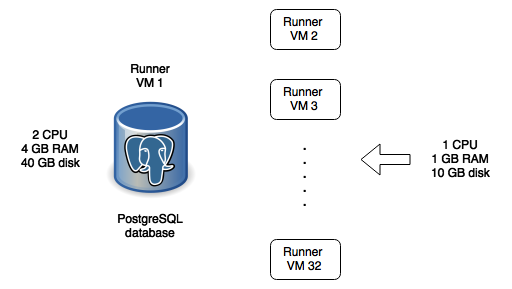 Runner
VM 1
2 CPU
4 GB RAM
40 GB disk
PostgreSQL
database
Runner
VM 2
Runner
VM 3
Runner
VM 32
1 CPU
1 GB RAM
10 GB disk